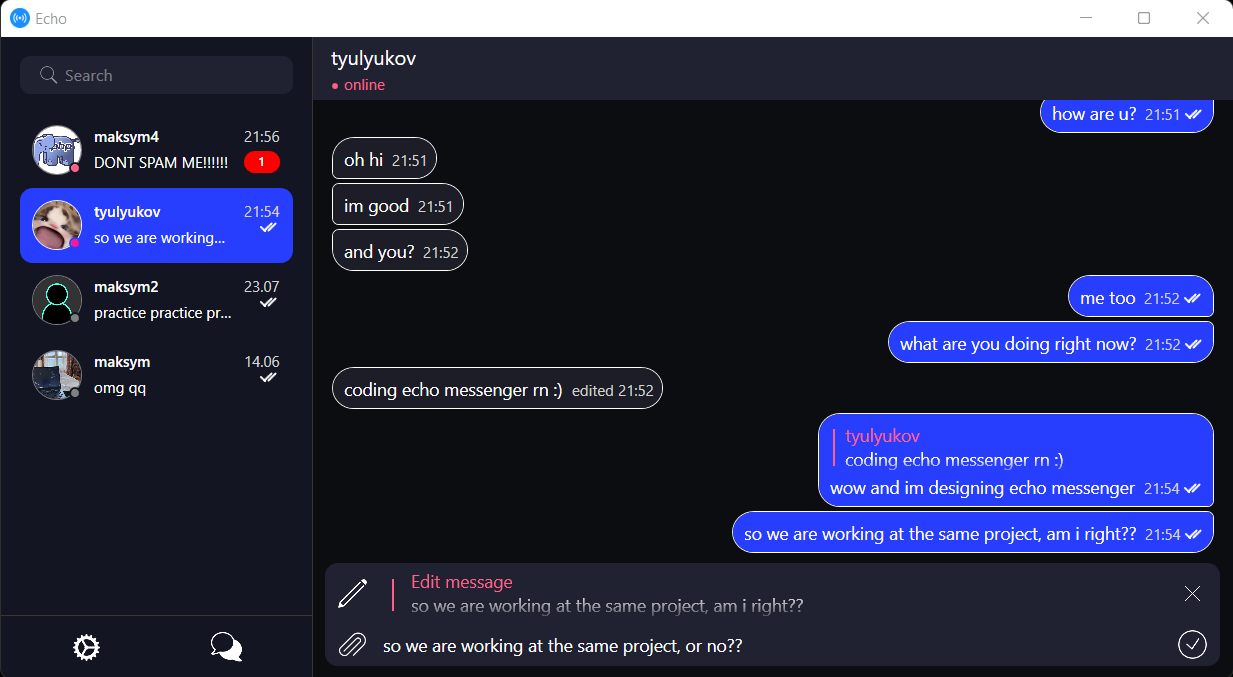 Echo
Search
maksym4 21:56
DONT SPAM ME!!!!!! 1
tyulyukov 21:54
so we are working...
maksym2 23.07
practice practice pr...
maksym 14.06
omg qq
tyulyukov
online
how are u? 21:51
oh hi 21:51
im good 21:51
and you? 21:52
me too 21:52
what are you doing right now? 21:52
coding echo messenger rn :) edited 21:52
tyulyukov
coding echo messenger rn :)
wow and im designing echo messenger 21:54
so we are working at the same project, am i right?? 21:54
Edit message
so we are working at the same project, am i right??
so we are working at the same project, or no??